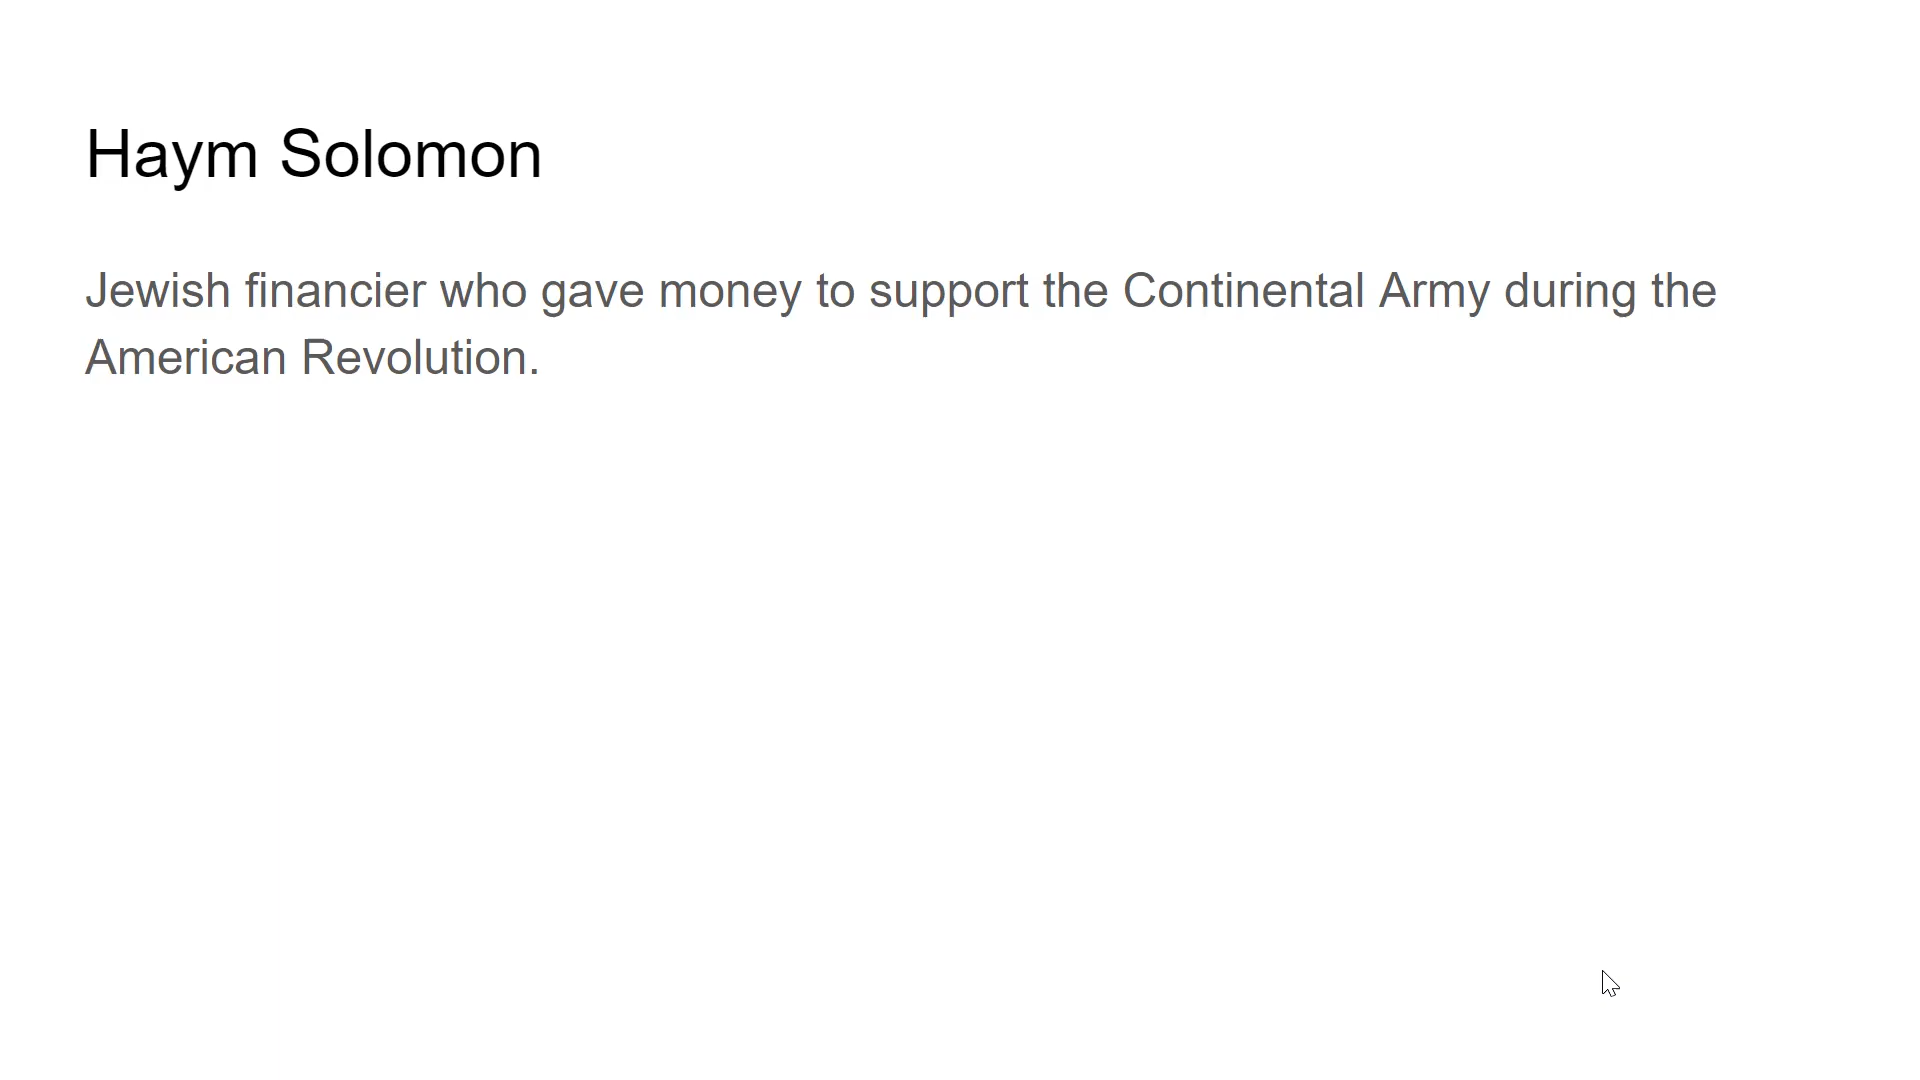 Haym Solomon
Jewish financier who gave money to support the Continental Army during the
American Revolution.